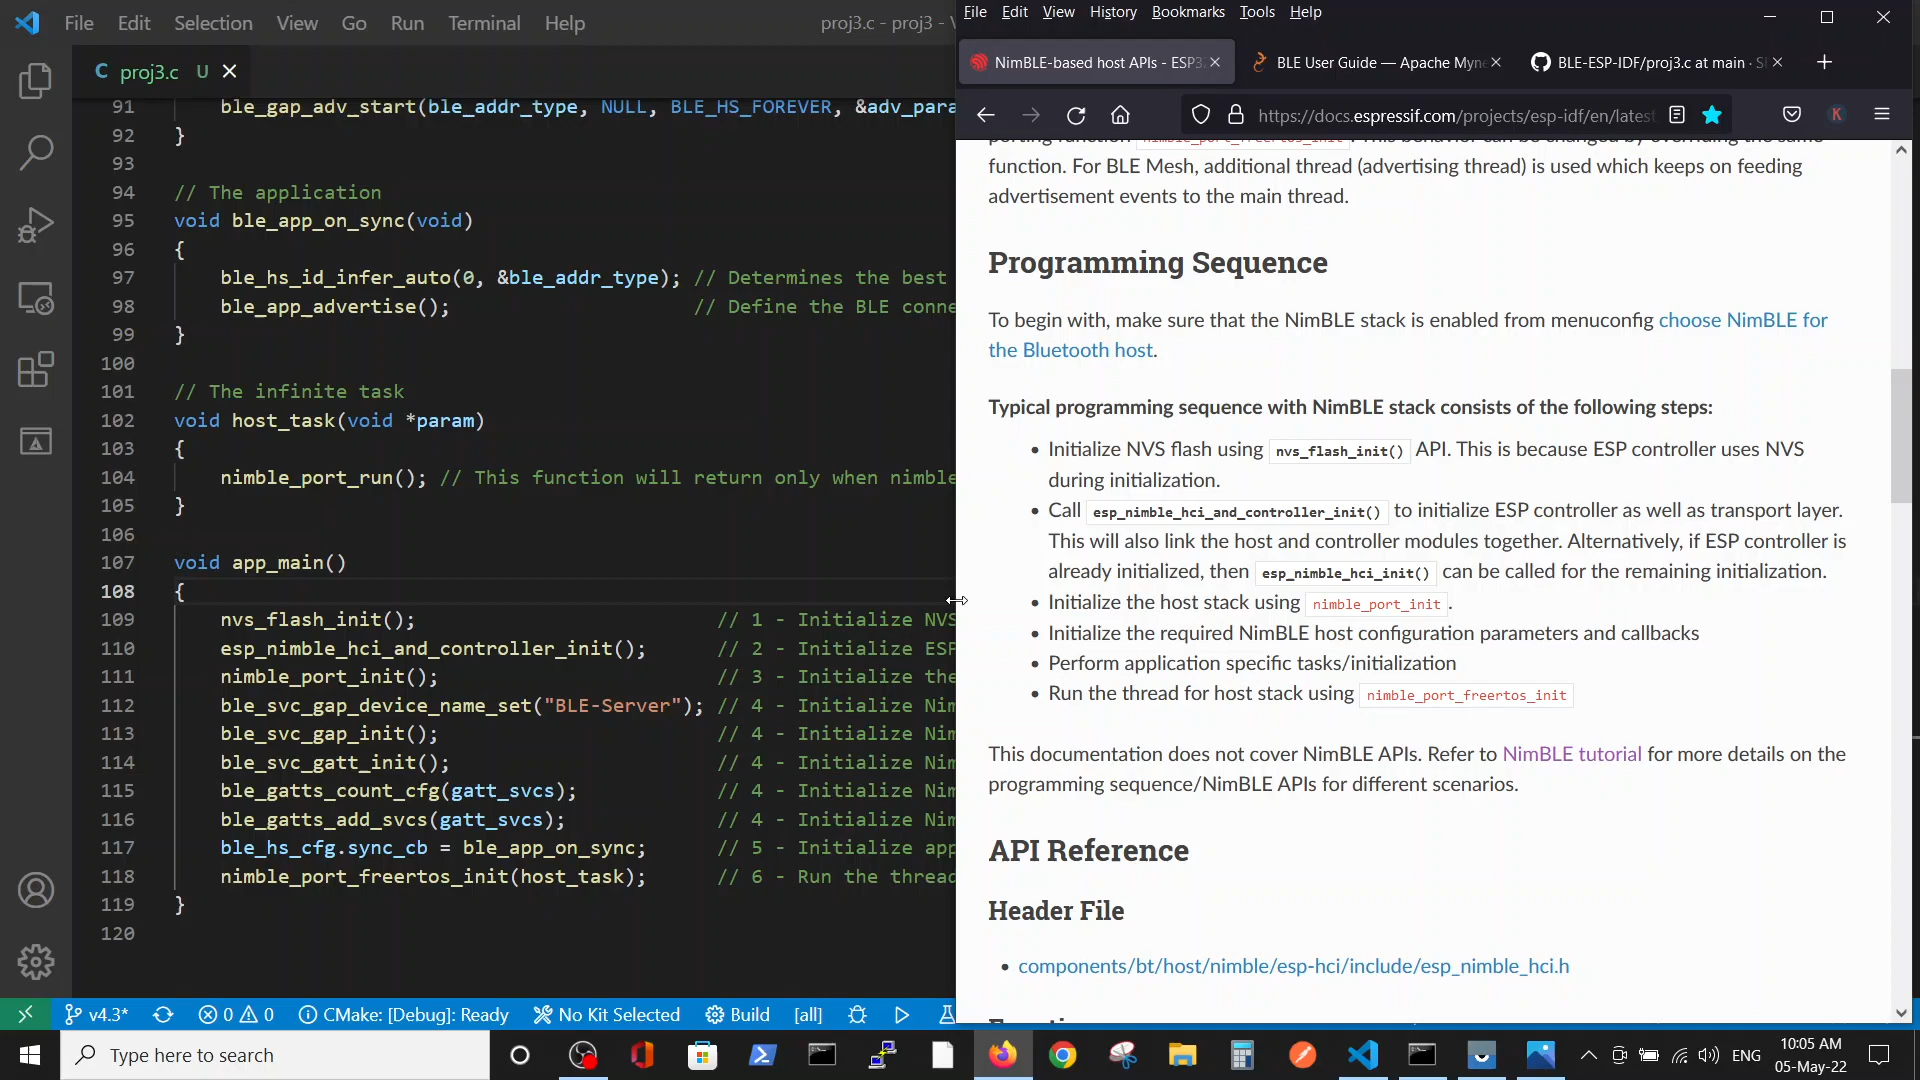 File Edit Selection View Go Run Terminal Help
proj3.c - proj3 -
C proj3.c U
91 ble_gap_adv_start(ble_addr_type, NULL, BLE_HS_FOREVER, &adv_para
92 }
93
94 // The application
95 void ble_app_on_sync(void)
96 {
97 ble_hs_id_infer_auto(0, &ble_addr_type); // Determines the best
98 ble_app_advertise(); // Define the BLE conne
99 }
100
101 // The infinite task
102 void host_task(void *param)
103 {
104 nimble_port_run(); // This function will return only when nimble
105 }
106
107 void app_main()
108 {
109 nvs_flash_init(); // 1 - Initialize NVS
110 esp_nimble_hci_and_controller_init(); // 2 - Initialize ESP
111 nimble_port_init(); // 3 - Initialize the
112 ble_svc_gap_device_name_set("BLE-Server"); // 4 - Initialize Nim
113 ble_svc_gap_init(); // 4 - Initialize Nim
114 ble_svc_gatt_init(); // 4 - Initialize Nim
115 ble_gatts_count_cfg(gatt_svcs); // 4 - Initialize Nim
116 ble_gatts_add_svcs(gatt_svcs); // 4 - Initialize Nim
117 ble_hs_cfg.sync_cb = ble_app_on_sync; // 5 - Initialize ap
118 nimble_port_freertos_init(host_task); // 6 - Run the thread
119 }
120
v4.3* 0 0 CMake: [Debug]: Ready No Kit Selected Build [all]
File Edit View History Bookmarks Tools Help
NimBLE-based host APIs - ESP3 BLE User Guide — Apache Myne BLE-ESP-IDF/proj3.c at main · S
https://docs.espressif.com/projects/esp-idf/en/latest K
porting function nimble_port_freertos_init. This behavior can be changed by overriding the same
function. For BLE Mesh, additional thread (advertising thread) is used which keeps on feeding
advertisement events to the main thread.
Programming Sequence
To begin with, make sure that the NimBLE stack is enabled from menuconfig choose NimBLE for
the Bluetooth host.
Typical programming sequence with NimBLE stack consists of the following steps:
• Initialize NVS flash using nvs_flash_init() API. This is because ESP controller uses NVS
during initialization.
• Call esp_nimble_hci_and_controller_init() to initialize ESP controller as well as transport layer.
This will also link the host and controller modules together. Alternatively, if ESP controller is
already initialized, then esp_nimble_hci_init() can be called for the remaining initialization.
• Initialize the host stack using nimble_port_init.
• Initialize the required NimBLE host configuration parameters and callbacks
• Perform application specific tasks/initialization
• Run the thread for host stack using nimble_port_freertos_init
This documentation does not cover NimBLE APIs. Refer to NimBLE tutorial for more details on the
programming sequence/NimBLE APIs for different scenarios.
API Reference
Header File
• components/bt/host/nimble/esp-hci/include/esp_nimble_hci.h
Type here to search
ENG
10:05 AM
05-May-22